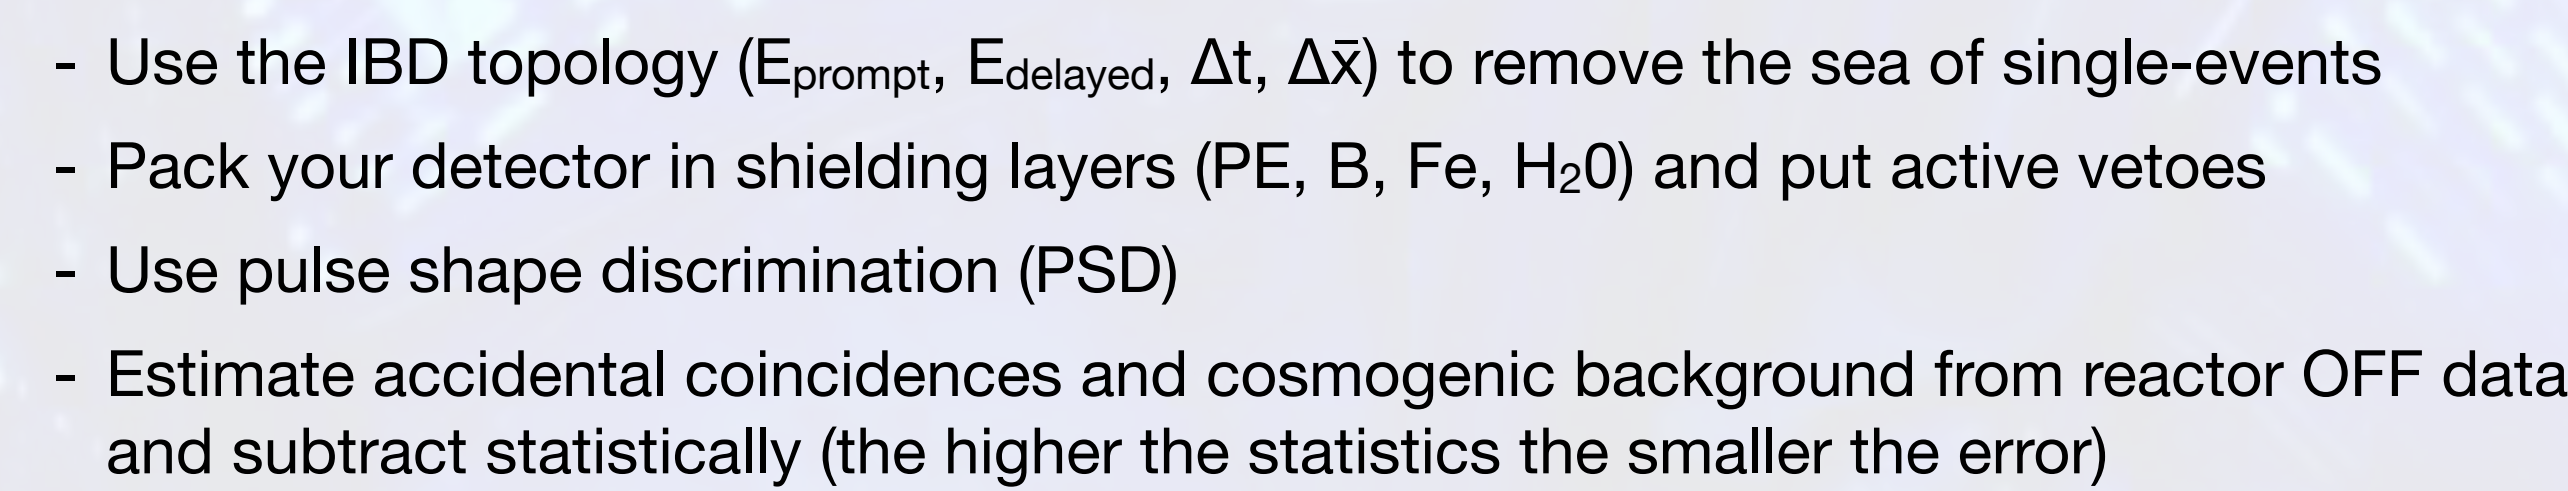 - Use the IBD topology (Eprompt, Edelayed, Δt, Δx̄) to remove the sea of single-events
- Pack your detector in shielding layers (PE, B, Fe, H₂0) and put active vetoes
- Use pulse shape discrimination (PSD)
- Estimate accidental coincidences and cosmogenic background from reactor OFF data
and subtract statistically (the higher the statistics the smaller the error)